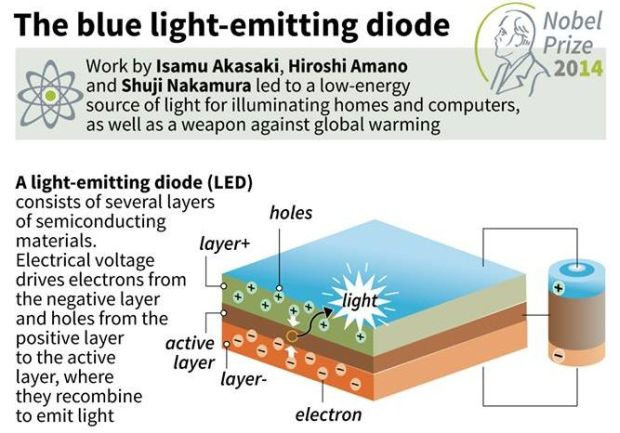 The blue light-emitting diode
Nobel
Prize
2014
Work by Isamu Akasaki, Hiroshi Amano
and Shuji Nakamura led to a low-energy
source of light for illuminating homes and computers,
as well as a weapon against global warming
A light-emitting diode (LED)
consists of several layers
of semiconducting
materials.
Electrical voltage
drives electrons from
the negative layer
and holes from the
positive layer
to the active
layer, where
they recombine
to emit light
holes
layer+
light
active
layer
layer-
electron